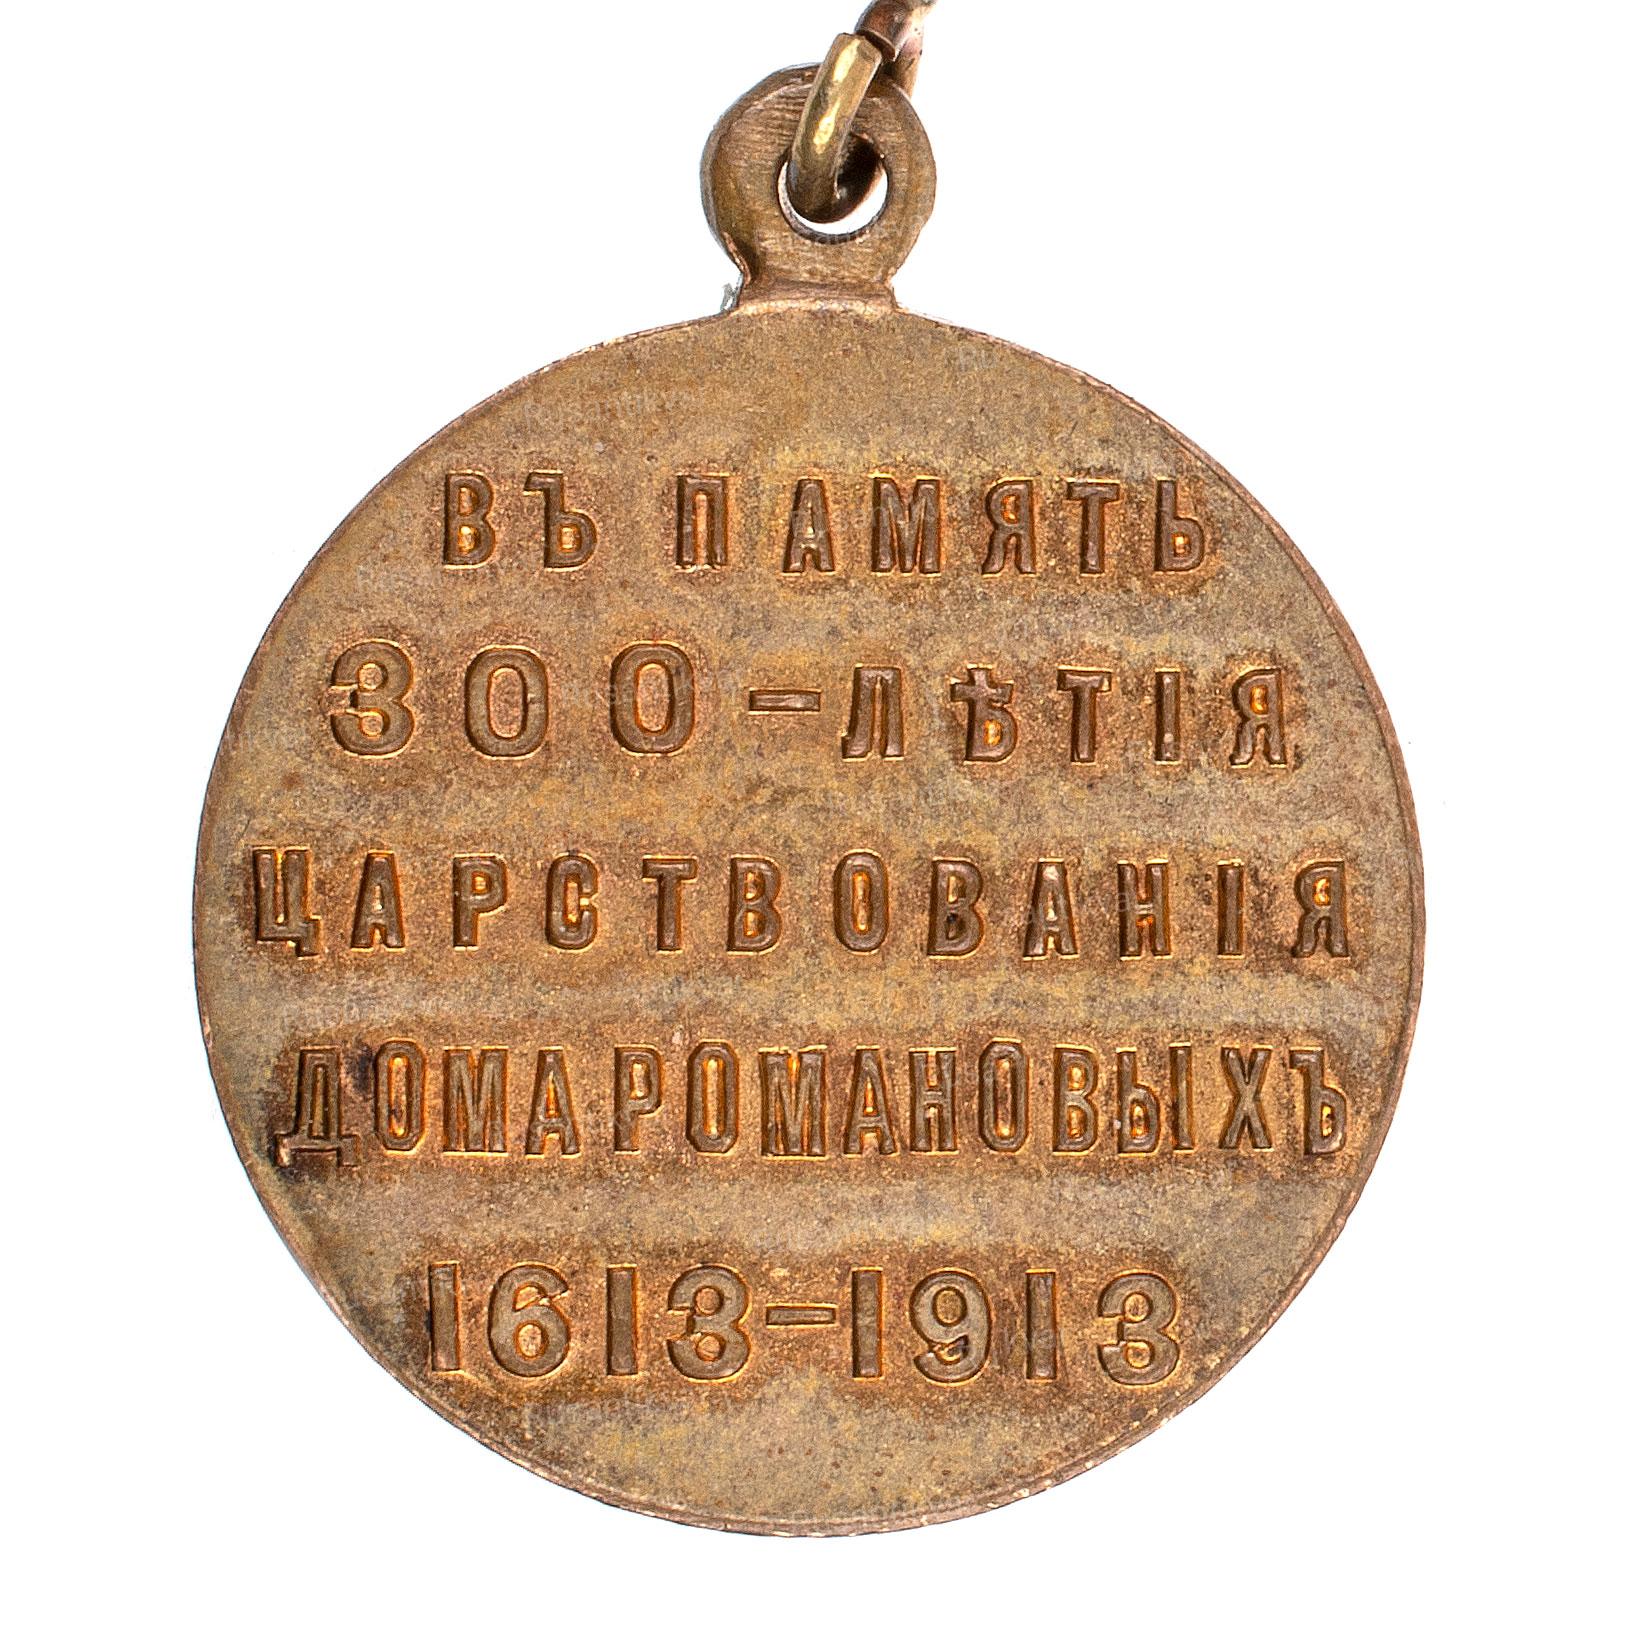 ВЪ ПАМЯТЬ
300-ЛѢТІЯ
ЦАРСТВОВАНІЯ
ДОМА РОМАНОВЫХЪ
1613-1913